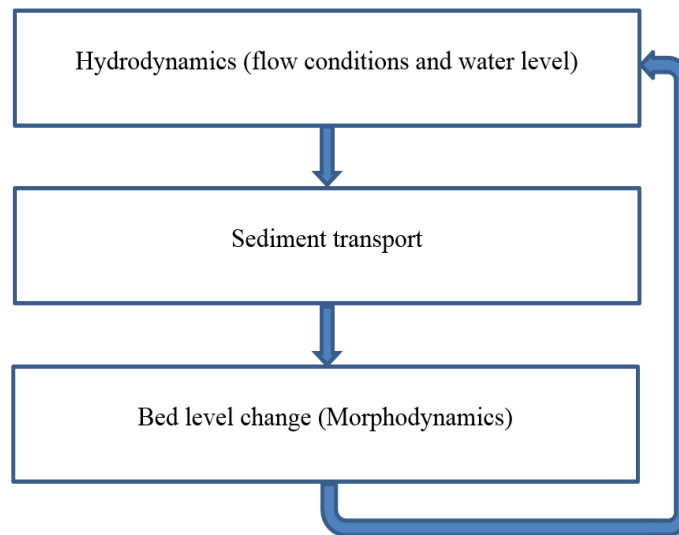 Hydrodynamics (flow conditions and water level)
Sediment transport
Bed level change (Morphodynamics)